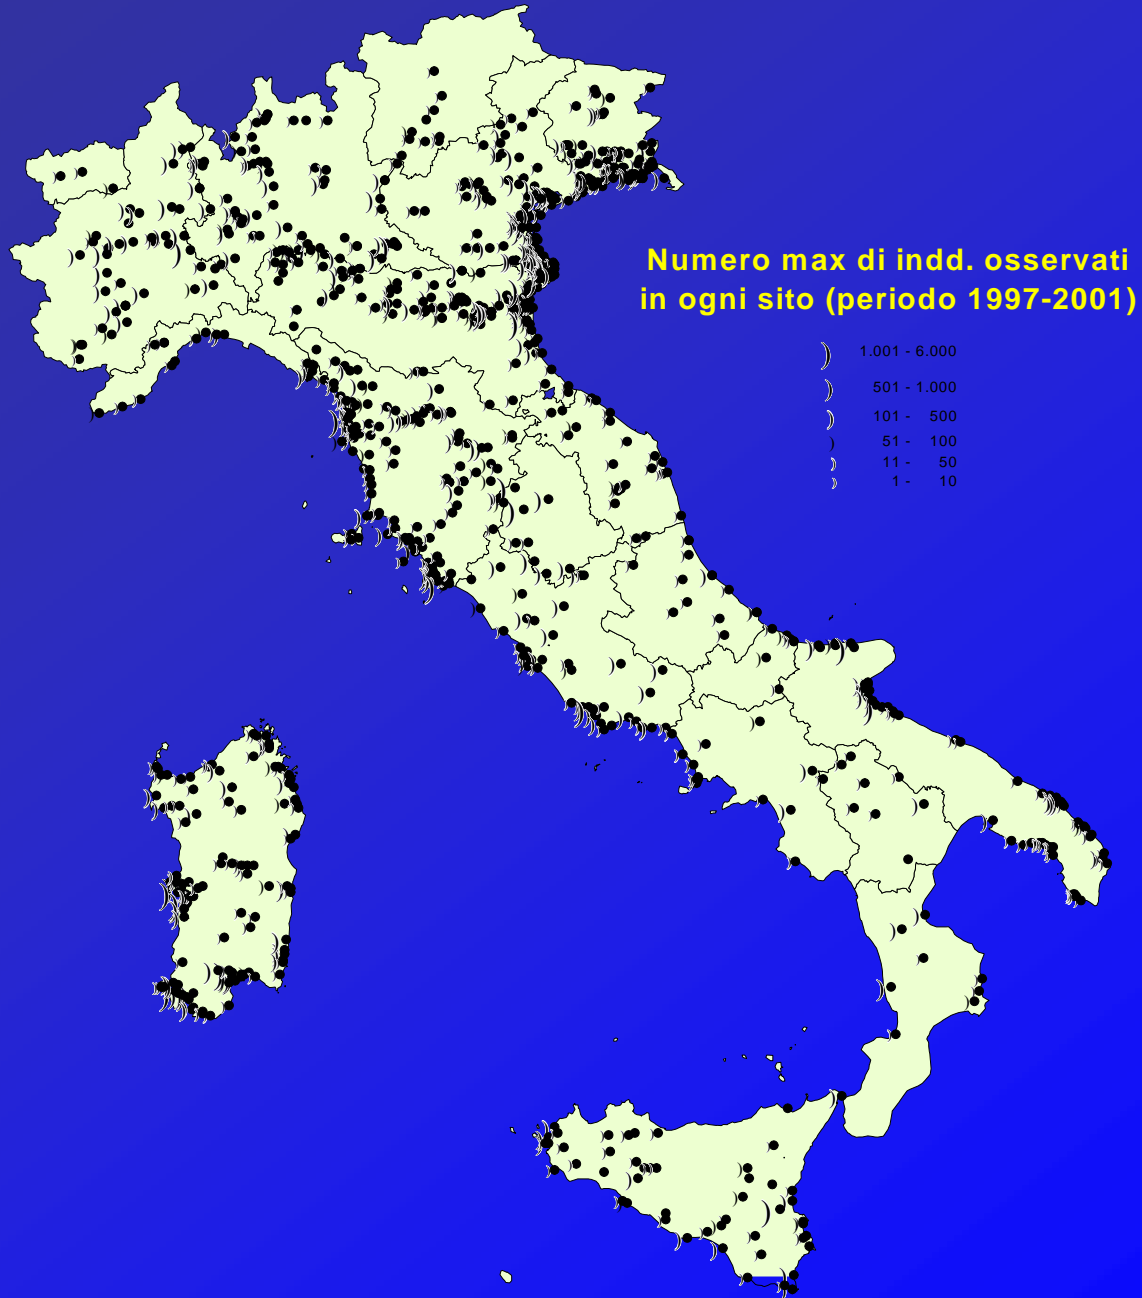 Numero max di indd. osservati
in ogni sito (periodo 1997-2001)
1.001 - 6.000
501 - 1.000
101 - 500
51 - 100
11 - 50
1 - 10